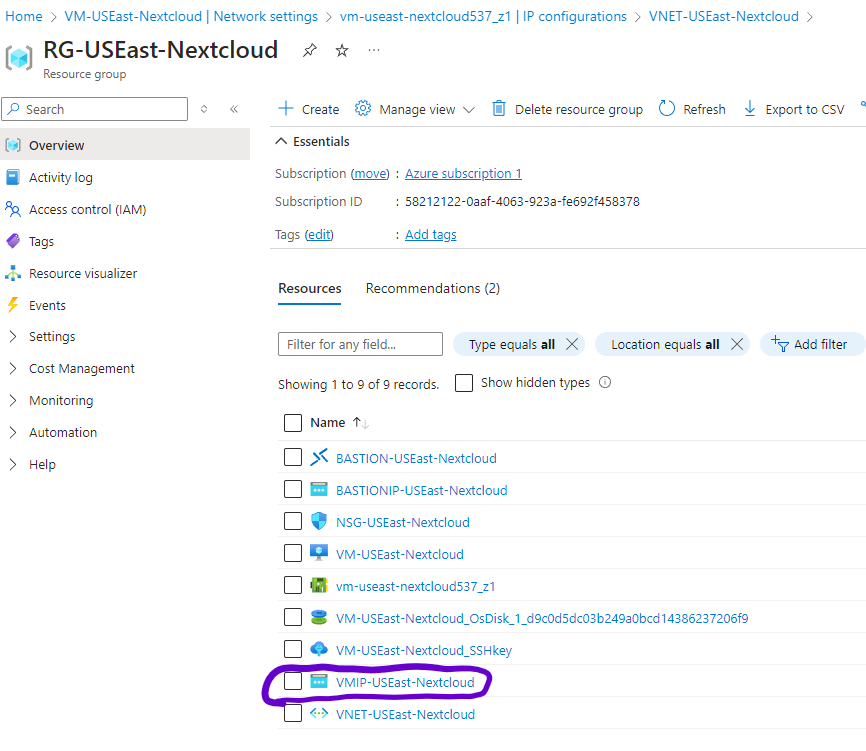 Home > VM-USEast-Nextcloud | Network settings > vm-useast-nextcloud537_z1 | IP configurations > VNET-USEast-Nextcloud >
RG-USEast-Nextcloud
Resource group
Search
Overview
Activity log
Access control (IAM)
Tags
Resource visualizer
Events
Settings
Cost Management
Monitoring
Automation
Help
Create Manage view Delete resource group Refresh Export to CSV
Essentials
Subscription (move) : Azure subscription 1
Subscription ID : 58212122-0aaf-4063-923a-fe692f458378
Tags (edit) : Add tags
Resources Recommendations (2)
Filter for any field... Type equals all Location equals all Add filter
Showing 1 to 9 of 9 records. Show hidden types
Name
BASTION-USEast-Nextcloud
BASTIONIP-USEast-Nextcloud
NSG-USEast-Nextcloud
VM-USEast-Nextcloud
vm-useast-nextcloud537_z1
VM-USEast-Nextcloud_OsDisk_1_d9c0d5dc03b249a0bcd14386237206f9
VM-USEast-Nextcloud_SSHkey
VMIP-USEast-Nextcloud
VNET-USEast-Nextcloud